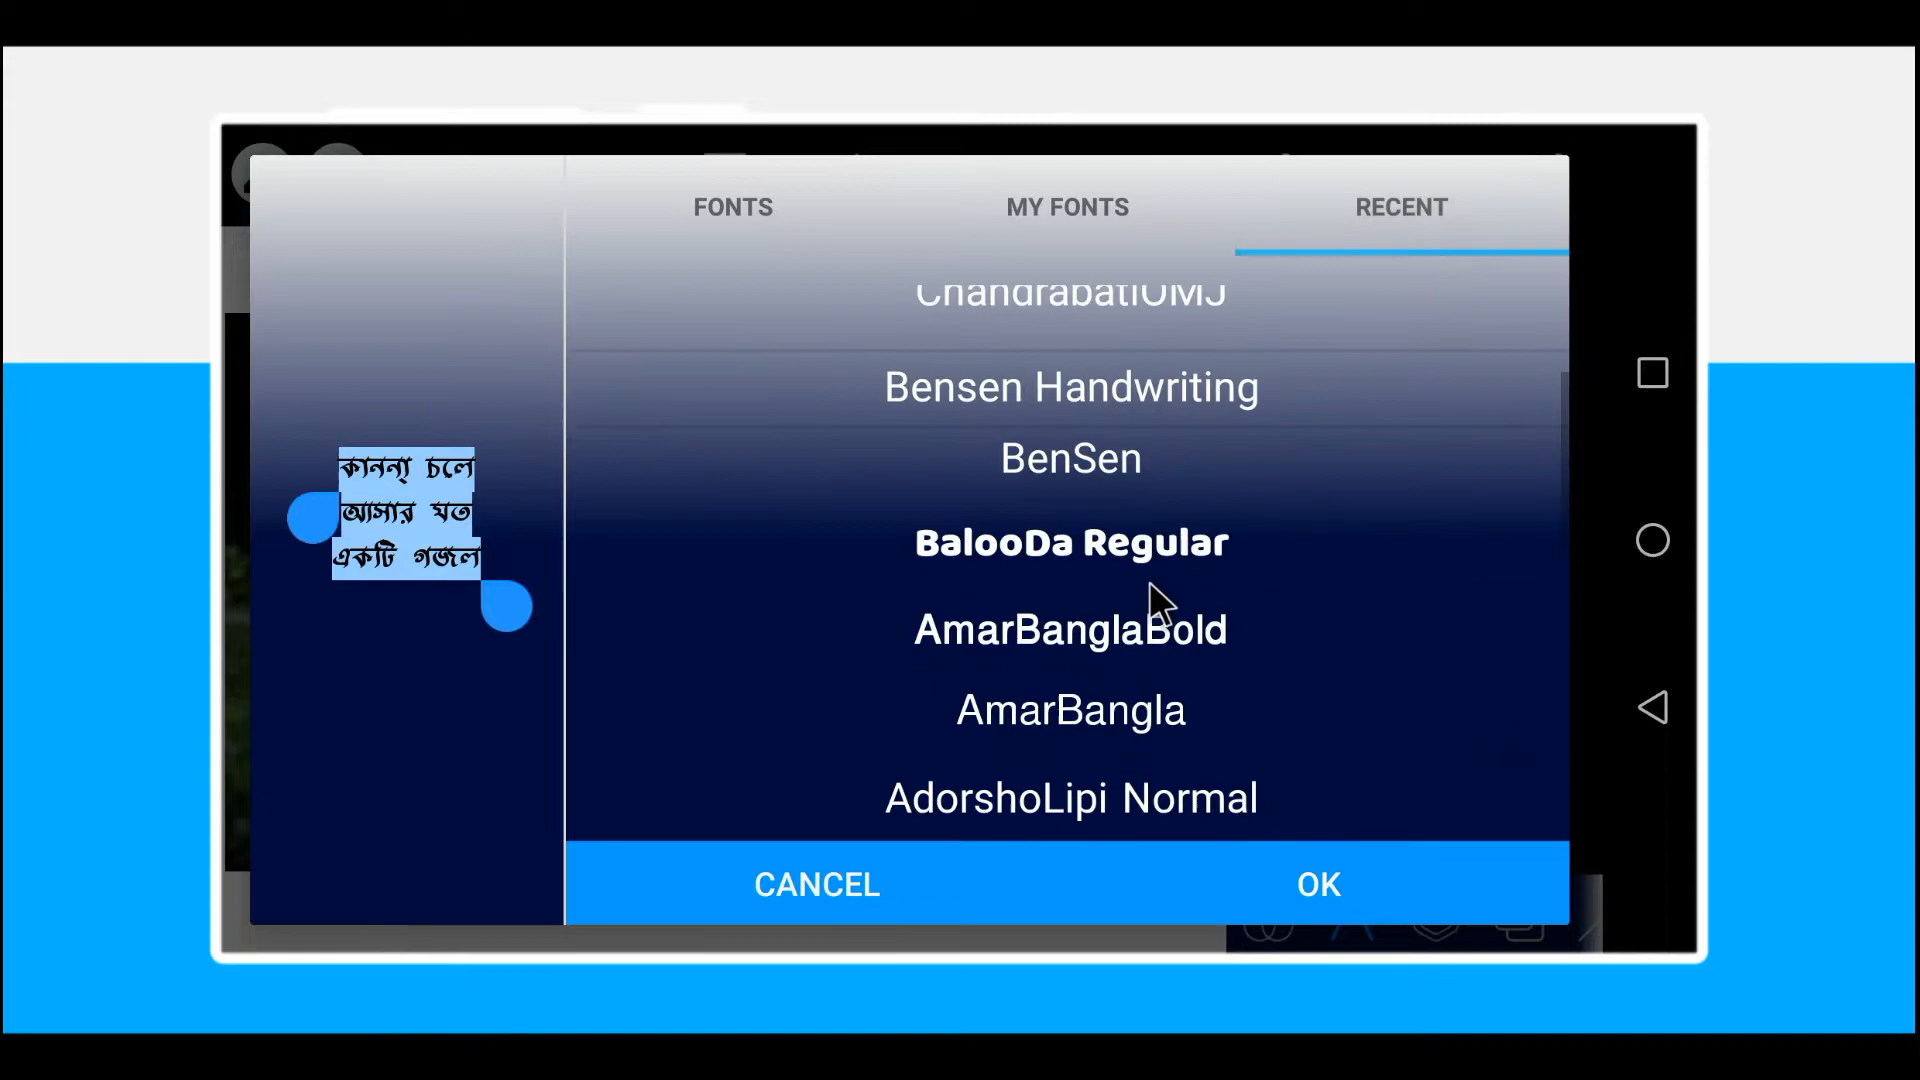 FONTS
MY FONTS
RECENT
ChandrabatiOMJ
Bensen Handwriting
BenSen
BalooDa Regular
AmarBanglaBold
AmarBangla
AdorshoLipi Normal
কাননা্ চলে
আসার মত
একটি গজল
CANCEL
OK